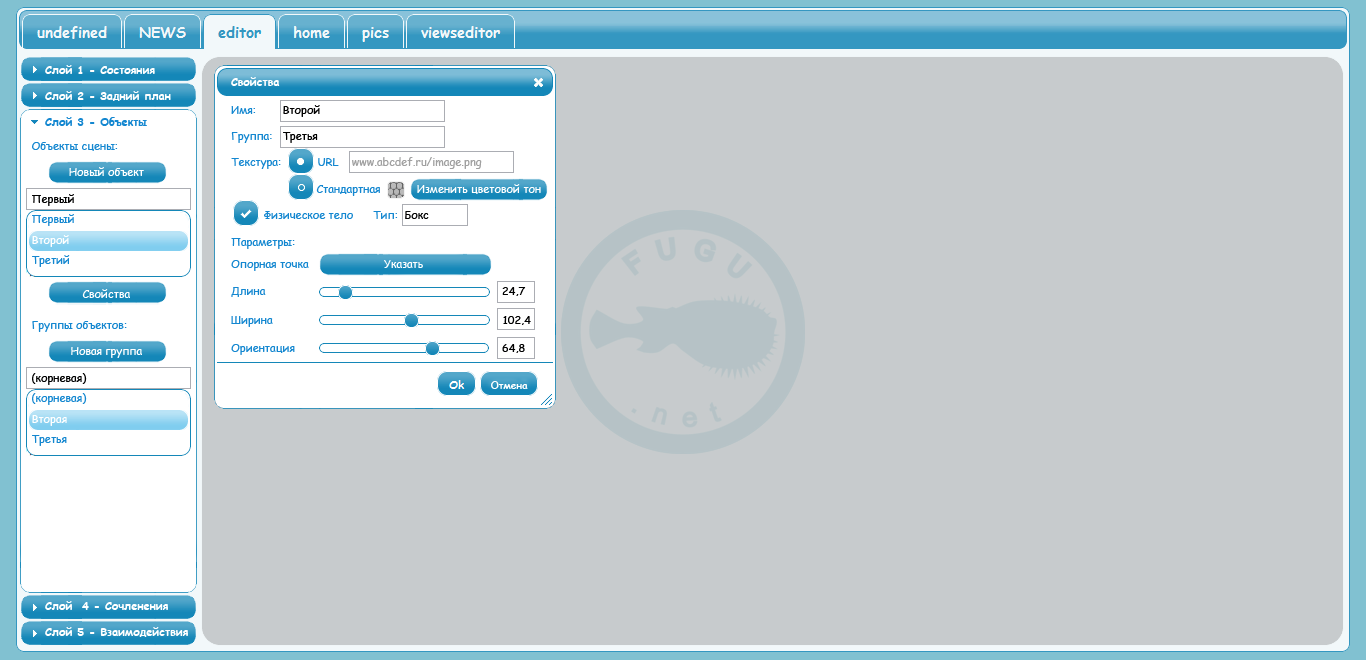 undefined NEWS editor home pics viewseditor
Слой 1 - Состояния
Слой 2 - Задний план
Слой 3 - Объекты
Объекты сцены:
Новый объект
Первый
Первый
Второй
Третий
Свойства
Группы объектов:
Новая группа
(корневая)
(корневая)
Вторая
Третья
Слой 4 - Сочленения
Слой 5 - Взаимодействия
Свойства
Имя: Второй
Группа: Третья
Текстура: URL www.abcdef.ru/image.png
Стандартная Изменить цветовой тон
Физическое тело Тип: Бокс
Параметры:
Опорная точка Указать
Длина 24,7
Ширина 102,4
Ориентация 64,8
Ok Отмена
FUGU
.net